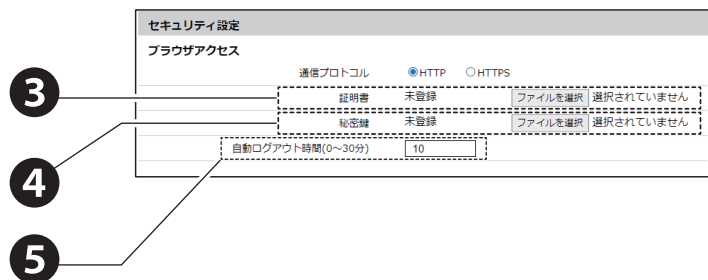 セキュリティ設定
ブラウザアクセス
通信プロトコル HTTP HTTPS
3 証明書 未登録 ファイルを選択 選択されていません
4 秘密鍵 未登録 ファイルを選択 選択されていません
5 自動ログアウト時間(0～30分) 10